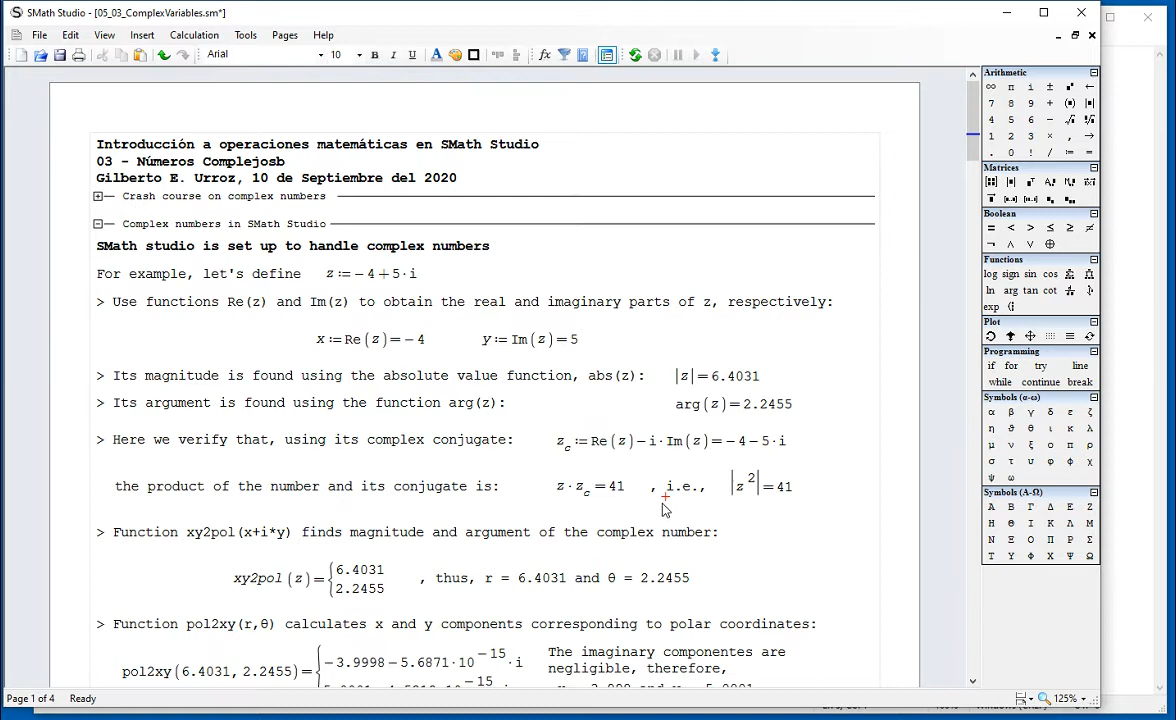 SMath Studio - [05_03_ComplexVariables.sm*]
File Edit View Insert Calculation Tools Pages Help
Arial 10 B I U
Introducción a operaciones matemáticas en SMath Studio
03 - Números Complejosb
Gilberto E. Urroz, 10 de Septiembre del 2020
Crash course on complex numbers
Complex numbers in SMath Studio
SMath studio is set up to handle complex numbers
For example, let's define z:=-4+5·i
> Use functions Re(z) and Im(z) to obtain the real and imaginary parts of z, respectively:
x:=Re(z)=-4 y:=Im(z)=5
> Its magnitude is found using the absolute value function, abs(z): |z|=6.4031
> Its argument is found using the function arg(z): arg(z)=2.2455
> Here we verify that, using its complex conjugate: z_c:=Re(z)-i·Im(z)=-4-5·i
the product of the number and its conjugate is: z·z_c=41 , i.e., |z^2|=41
> Function xy2pol(x+i*y) finds magnitude and argument of the complex number:
xy2pol(z)={6.4031
2.2455 , thus, r = 6.4031 and θ = 2.2455
> Function pol2xy(r,θ) calculates x and y components corresponding to polar coordinates:
pol2xy(6.4031, 2.2455)={-3.9998-5.6871·10^-15·i
The imaginary componentes are
negligible, therefore,
Arithmetic
∞ π i ±
7 8 9 +
4 5 6 -
1 2 3 × ,
. 0 ! / := =
Matrices
Boolean
= < > ≤ ≥ ≠
¬ ∧ ∨ ⊕
Functions
log sign sin cos
ln arg tan cot
exp
Plot
Programming
if for try line
while continue break
Symbols (α-ω)
α β γ δ ε ζ
η ϑ θ ι κ λ
μ ν ξ ο π ρ
σ τ υ φ ϕ χ
ψ ω
Symbols (Α-Ω)
Α Β Γ Δ Ε Ζ
Η Θ Ι Κ Λ Μ
Ν Ξ Ο Π Ρ Σ
Τ Υ Φ Χ Ψ Ω
Page 1 of 4 Ready 125%